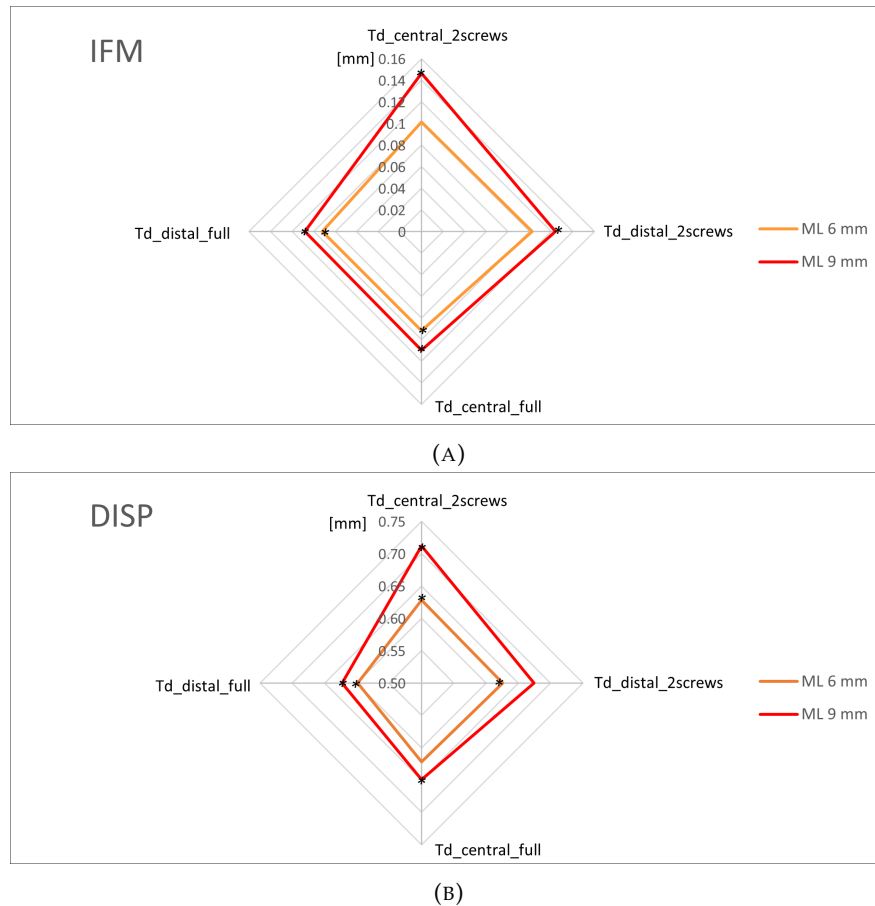 IFM
Td_central_2screws
[mm]
0.16
0.14
0.12
0.1
0.08
0.06
0.04
0.02
0
Td_distal_full
Td_distal_2screws
Td_central_full
ML 6 mm
ML 9 mm
(A)
DISP
Td_central_2screws
[mm]
0.75
0.70
0.65
0.60
0.55
0.50
Td_distal_full
Td_distal_2screws
Td_central_full
ML 6 mm
ML 9 mm
(B)